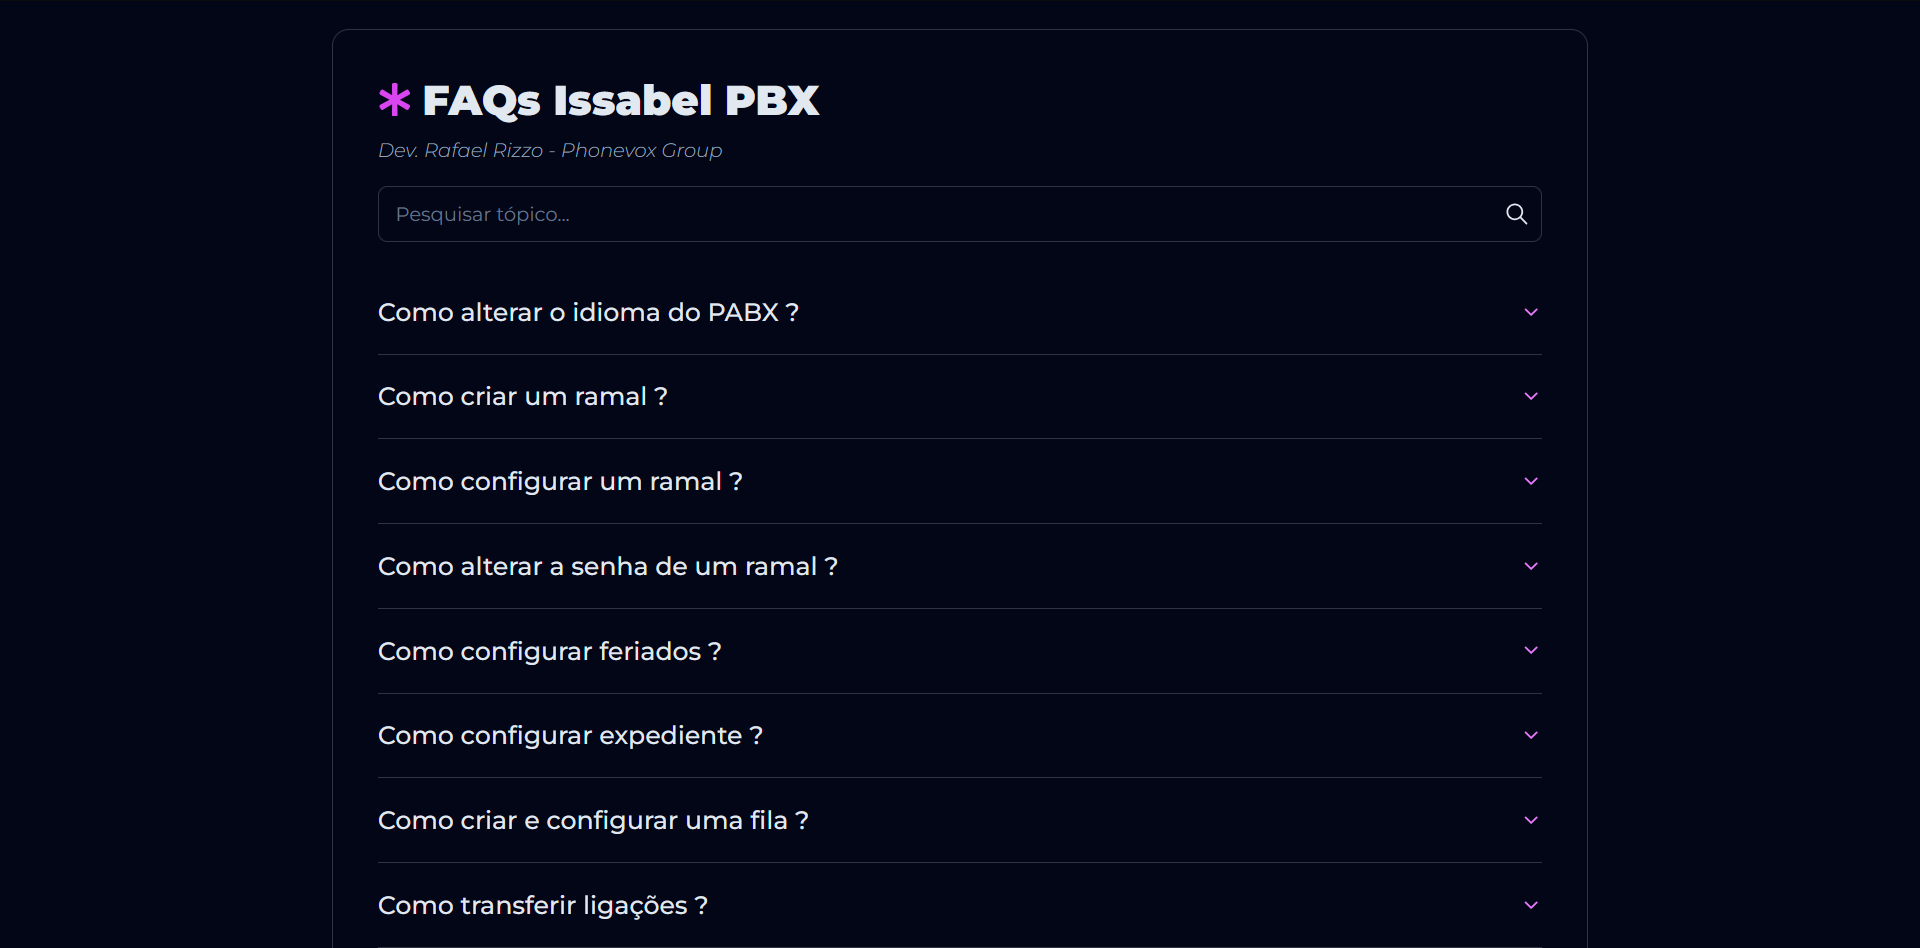 * FAQs Issabel PBX
Dev. Rafael Rizzo - Phonevox Group
Pesquisar tópico...
Como alterar o idioma do PABX ?
Como criar um ramal ?
Como configurar um ramal ?
Como alterar a senha de um ramal ?
Como configurar feriados ?
Como configurar expediente ?
Como criar e configurar uma fila ?
Como transferir ligações ?